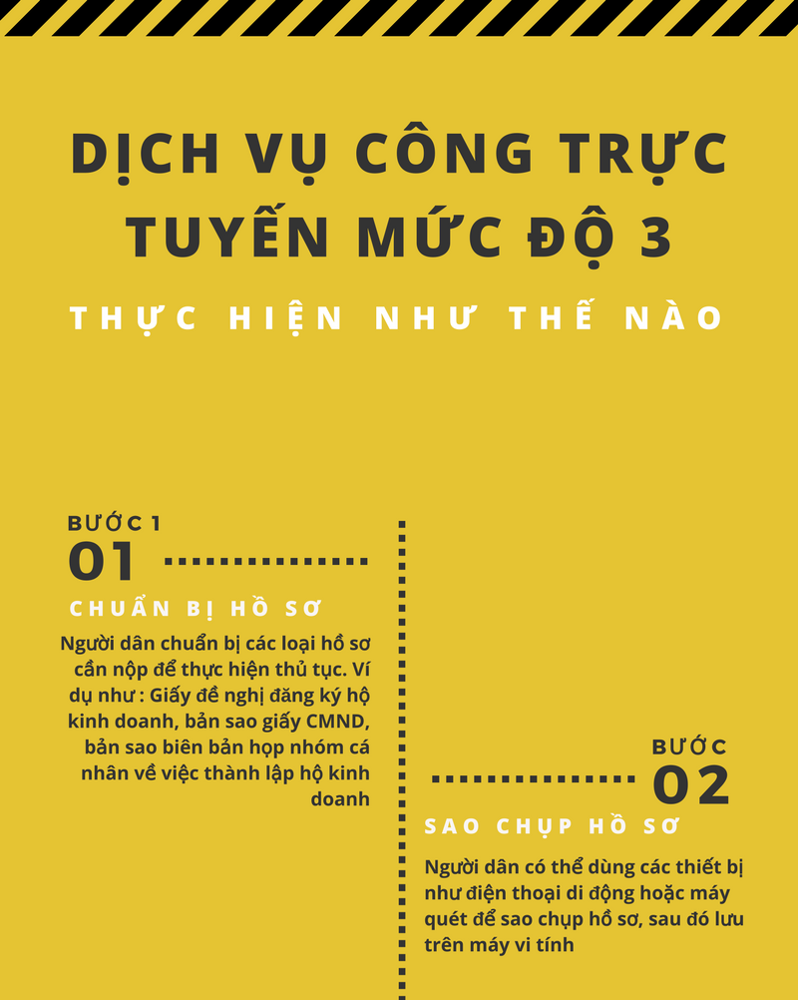 DỊCH VỤ CÔNG TRỰC
TUYẾN MỨC ĐỘ 3
THỰC HIỆN NHƯ THẾ NÀO
BƯỚC 1
01
CHUẨN BỊ HỒ SƠ
Người dân chuẩn bị các loại hồ sơ
cần nộp để thực hiện thủ tục. Ví
dụ như : Giấy đề nghị đăng ký hộ
kinh doanh, bản sao giấy CMND,
bản sao biên bản họp nhóm cá
nhân về việc thành lập hộ kinh
doanh
BƯỚC
02
SAO CHỤP HỒ SƠ
Người dân có thể dùng các thiết bị
như điện thoại di động hoặc máy
quét để sao chụp hồ sơ, sau đó lưu
trên máy vi tính